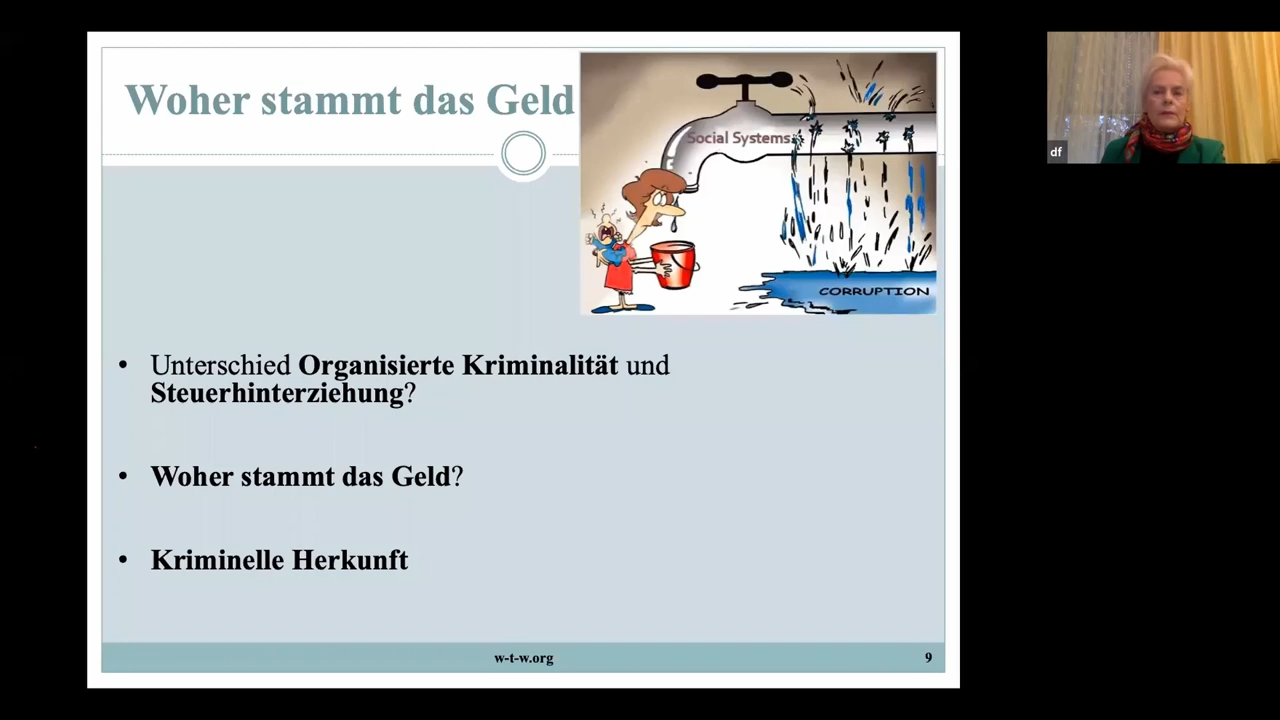 Woher stammt das Geld
Social Systems
CORRUPTION
df
• Unterschied Organisierte Kriminalität und
Steuerhinterziehung?
• Woher stammt das Geld?
• Kriminelle Herkunft
w-t-w.org
9